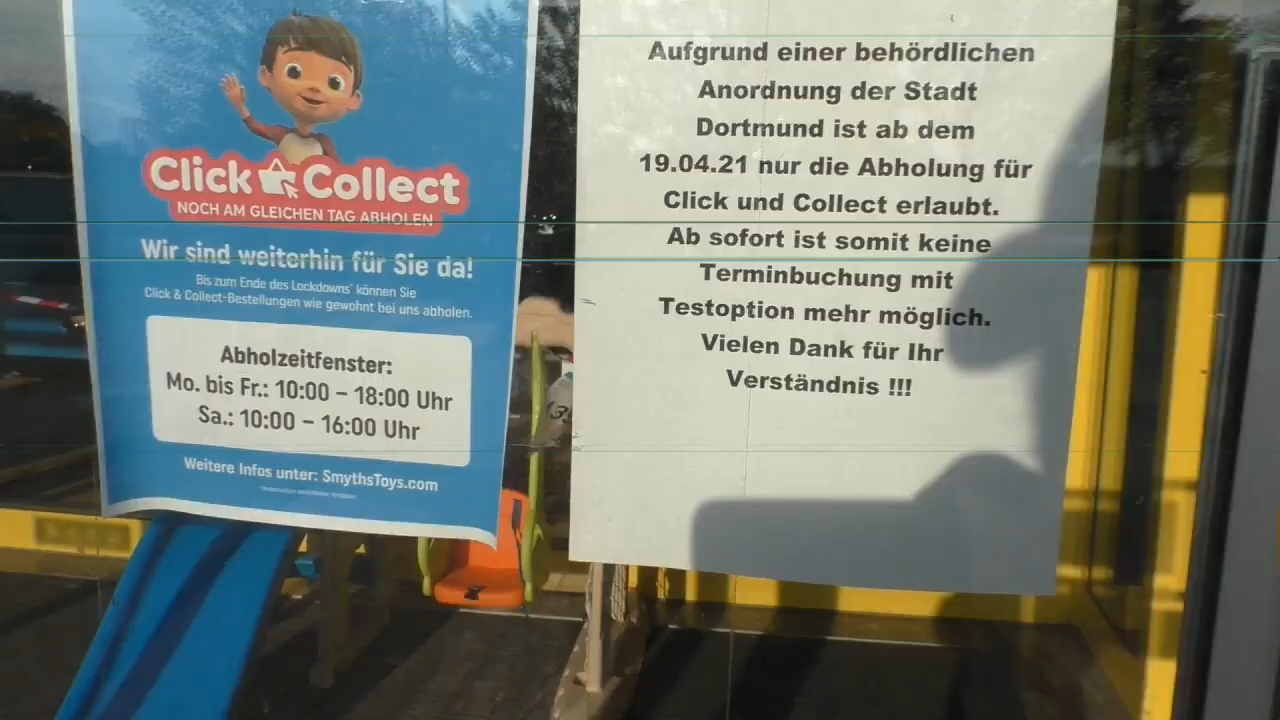 Click Collect
NOCH AM GLEICHEN TAG ABHOLEN
Wir sind weiterhin für Sie da!
Bis zum Ende des Lockdowns* können Sie
Click & Collect-Bestellungen wie gewohnt bei uns abholen.
Abholzeitfenster:
Mo. bis Fr.: 10:00 – 18:00 Uhr
Sa.: 10:00 – 16:00 Uhr
Weitere Infos unter: SmythsToys.com
Aufgrund einer behördlichen
Anordnung der Stadt
Dortmund ist ab dem
19.04.21 nur die Abholung für
Click und Collect erlaubt.
Ab sofort ist somit keine
Terminbuchung mit
Testoption mehr möglich.
Vielen Dank für Ihr
Verständnis !!!